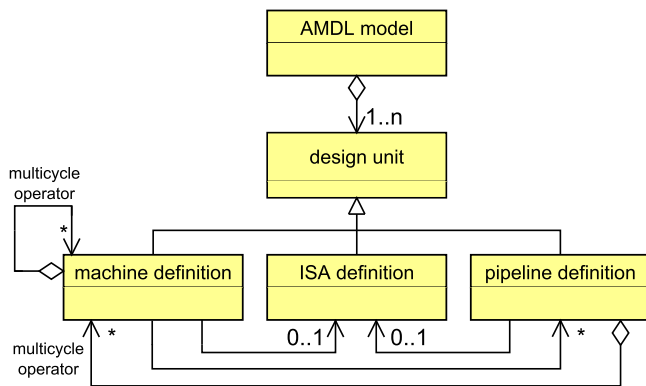 AMDL model
1..n
design unit
multicycle
operator
*
machine definition
ISA definition
pipeline definition
*
0..1
0..1
*
multicycle
operator